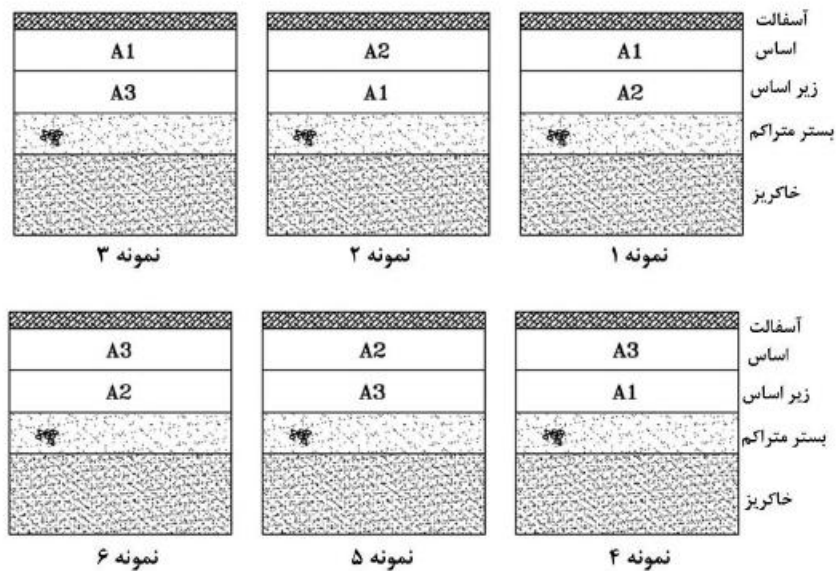 آسفالت
A1 A2 A1 اساس
A2 A1 A3 زیر اساس
بستر متراکم
خاکریز
نمونه ۱ نمونه ۲ نمونه ۳
آسفالت
A3 A2 A3 اساس
A1 A3 A2 زیر اساس
بستر متراکم
خاکریز
نمونه ۴ نمونه ۵ نمونه ۶